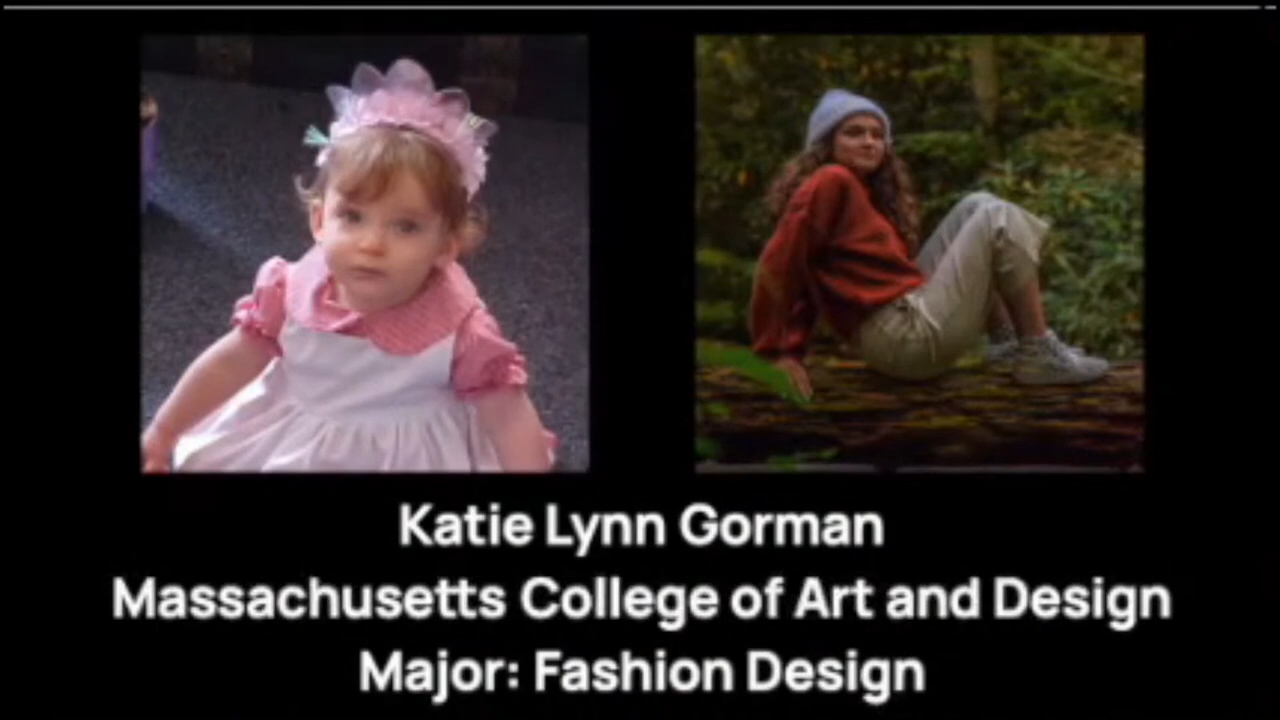 Katie Lynn Gorman
Massachusetts College of Art and Design
Major: Fashion Design